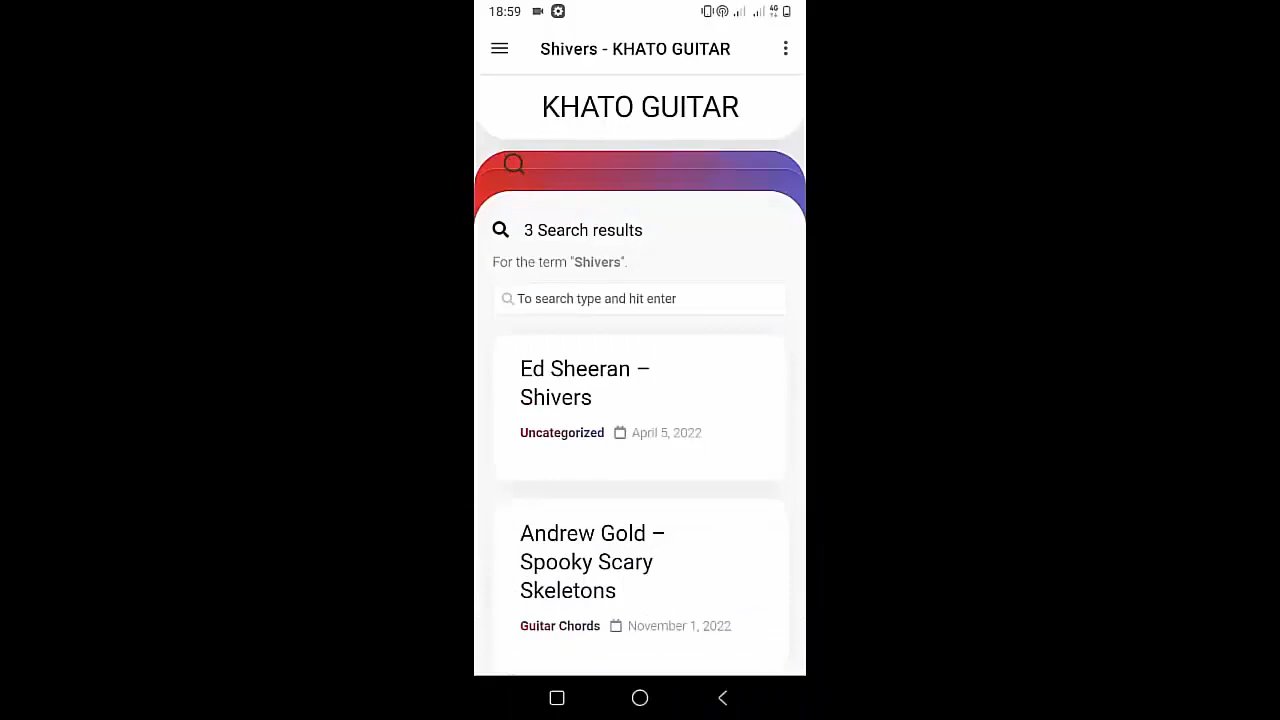 18:59
4G
Shivers - KHATO GUITAR
KHATO GUITAR
3 Search results
For the term "Shivers".
To search type and hit enter
Ed Sheeran –
Shivers
Uncategorized April 5, 2022
Andrew Gold –
Spooky Scary
Skeletons
Guitar Chords November 1, 2022